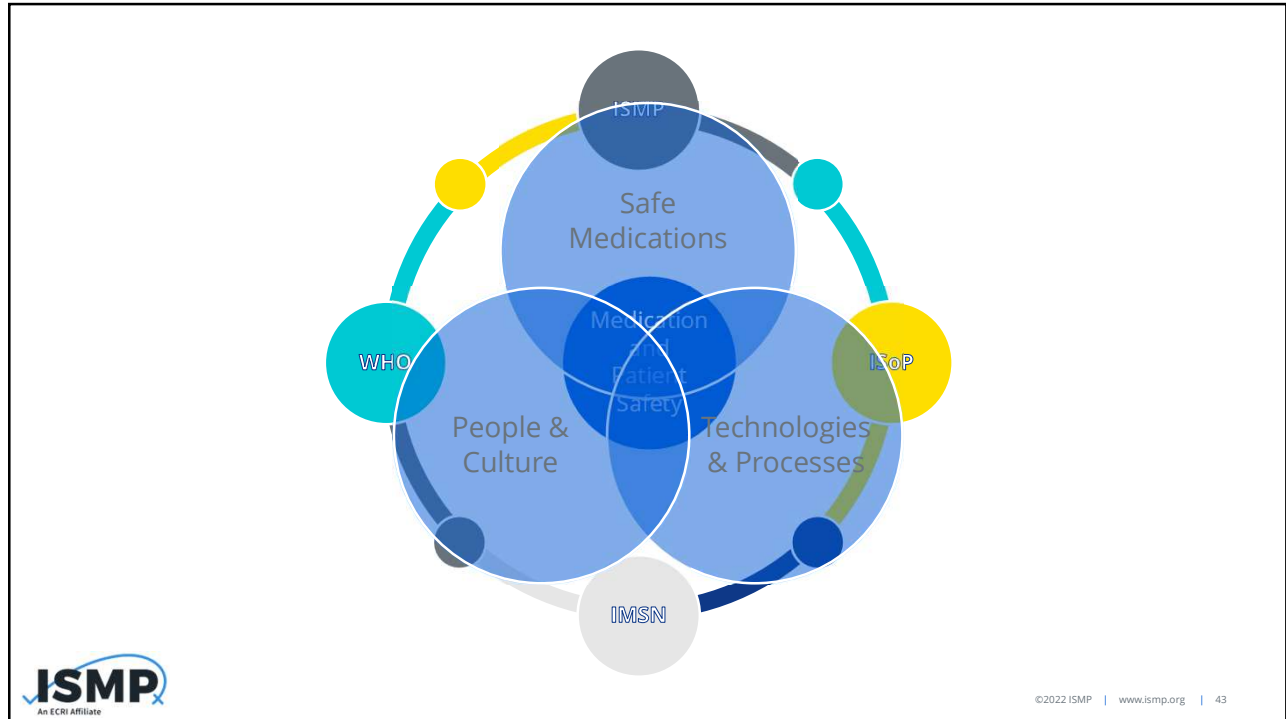 ISMP
Safe
Medications
Medication
and
Patient
Safety
WHO
ISoP
People &
Culture
Technologies
& Processes
IMSN
ISMP
An ECRI Affiliate
©2022 ISMP | www.ismp.org | 43